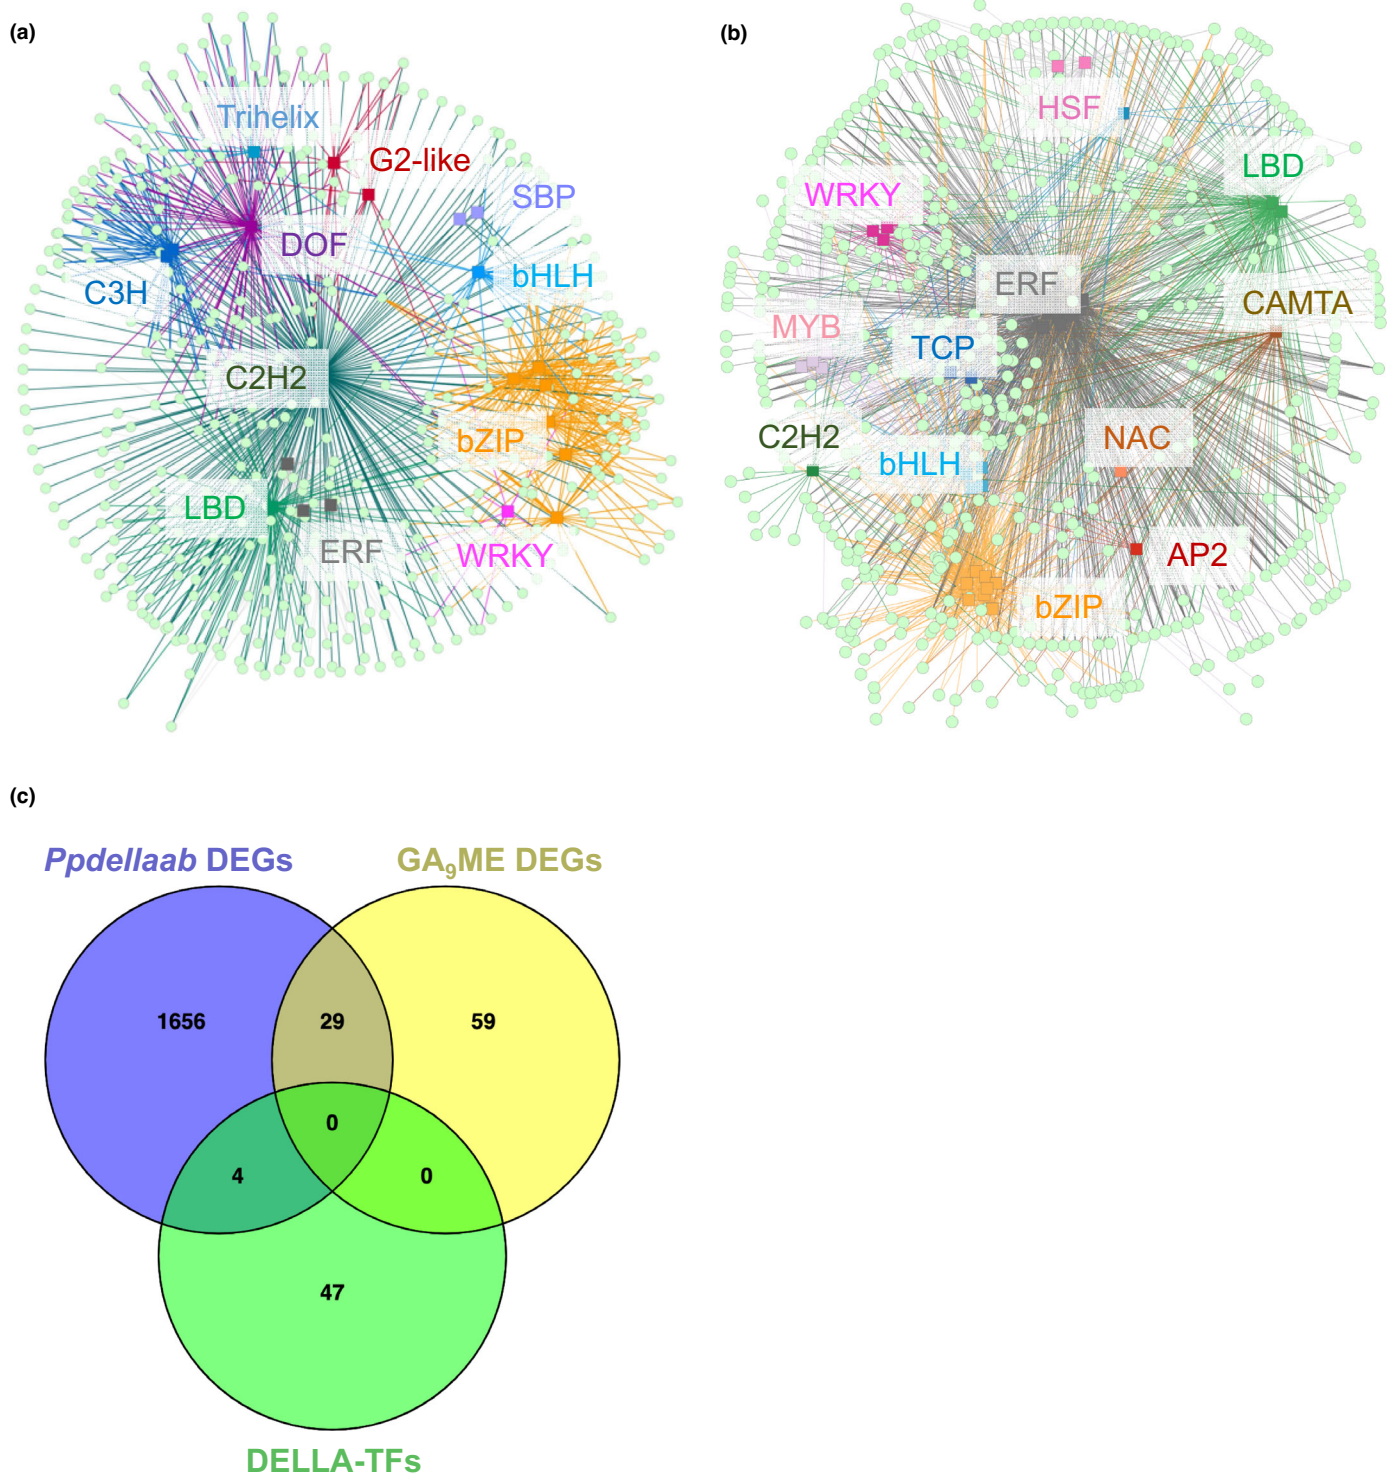 (a)
Trihelix
G2-like
SBP
DOF
bHLH
C3H
C2H2
bZIP
LBD
ERF
WRKY
(b)
HSF
LBD
WRKY
ERF
CAMTA
MYB
TCP
C2H2
NAC
bHLH
AP2
bZIP
(c)
Ppdellaab DEGs
GA9ME DEGs
1656
29
59
0
4
0
47
DELLA-TFs